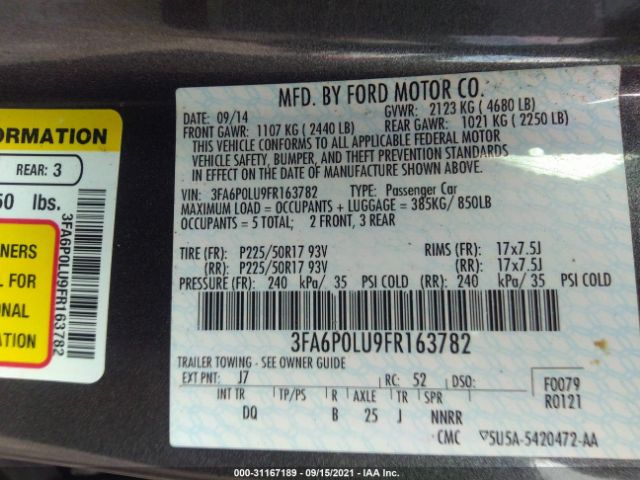 ORMATION
REAR: 3
50 lbs.
NERS
L FOR
ONAL
ATION
3FA6P0LU9FR163782
MFD. BY FORD MOTOR CO.
DATE: 09/14 GVWR: 2123 KG ( 4680 LB)
FRONT GAWR: 1107 KG ( 2440 LB) REAR GAWR: 1021 KG ( 2250 LB)
THIS VEHICLE CONFORMS TO ALL APPLICABLE FEDERAL MOTOR
VEHICLE SAFETY, BUMPER, AND THEFT PREVENTION STANDARDS
IN EFFECT ON THE DATE OF MANUFACTURE SHOWN ABOVE.
VIN: 3FA6P0LU9FR163782 TYPE: Passenger Car
MAXIMUM LOAD = OCCUPANTS + LUGGAGE = 385KG/ 850LB
OCCUPANTS = 5 TOTAL; 2 FRONT, 3 REAR
TIRE (FR): P225/50R17 93V RIMS (FR): 17x7.5J
(RR): P225/50R17 93V (RR): 17x7.5J
PRESSURE (FR): 240 kPa/ 35 PSI COLD (RR): 240 kPa/ 35 PSI COLD
3FA6P0LU9FR163782
TRAILER TOWING - SEE OWNER GUIDE
EXT PNT: J7 RC: 52 DSO: F0079
R0121
INT TR TP/PS R AXLE TR SPR
DQ B 25 J NNRR
CMC 5U5A-5420472-AA
000-31167189 - 09/15/2021 - IAA Inc.